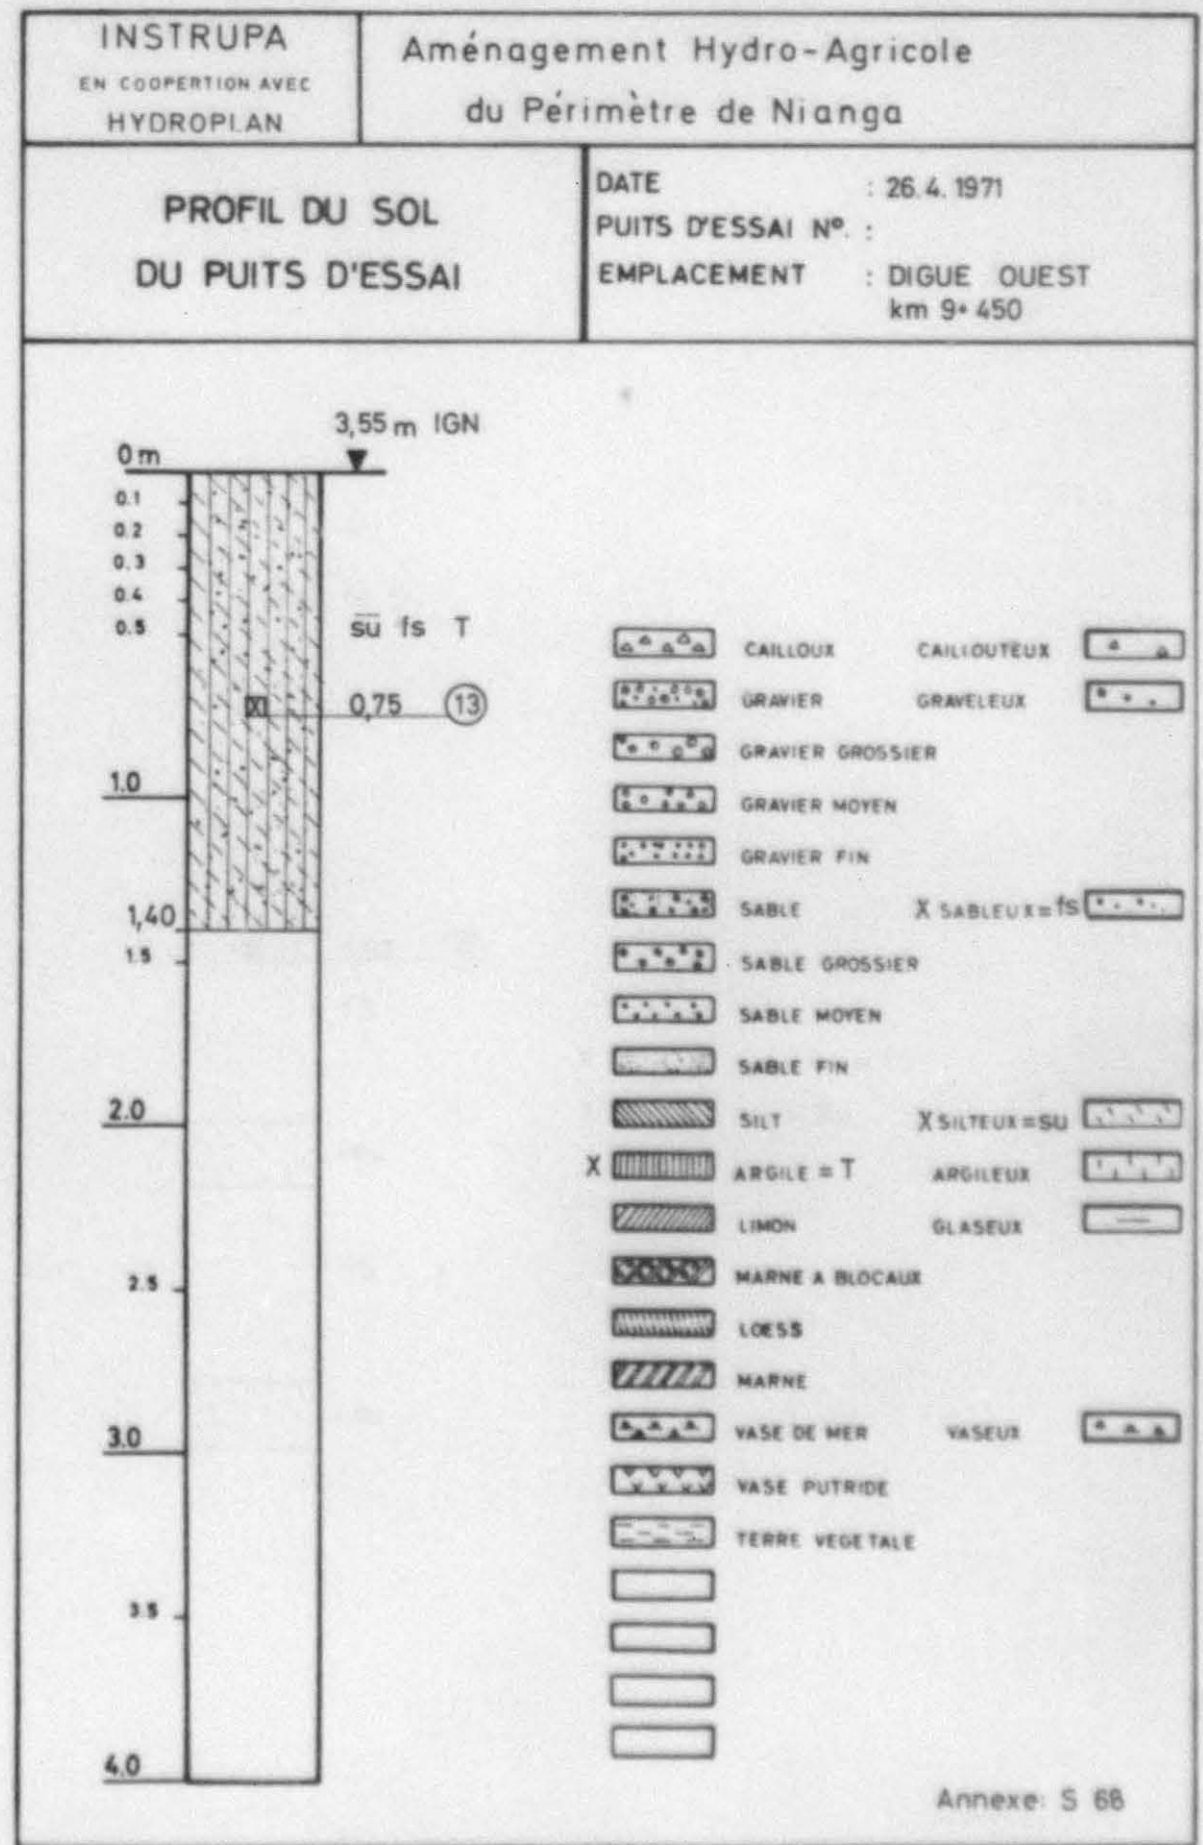 INSTRUPA
EN COOPERTION AVEC
HYDROPLAN
Aménagement Hydro-Agricole
du Périmètre de Nianga
PROFIL DU SOL
DU PUITS D'ESSAI
DATE : 26.4.1971
PUITS D'ESSAI Nº. :
EMPLACEMENT : DIGUE OUEST
km 9+450
3,55 m IGN
0 m
0.1
0.2
0.3
0.4
0.5
s̅u̅ fs T
0,75 13
1.0
1,40
1.5
2.0
2.5
3.0
3.5
4.0
CAILLOUX CAILLOUTEUX
GRAVIER GRAVELEUX
GRAVIER GROSSIER
GRAVIER MOYEN
GRAVIER FIN
SABLE X SABLEUX = fs
SABLE GROSSIER
SABLE MOYEN
SABLE FIN
SILT X SILTEUX = su
X ARGILE = T ARGILEUX
LIMON GLASEUX
MARNE A BLOCAUX
LOESS
MARNE
VASE DE MER VASEUX
VASE PUTRIDE
TERRE VEGETALE
Annexe: S 68